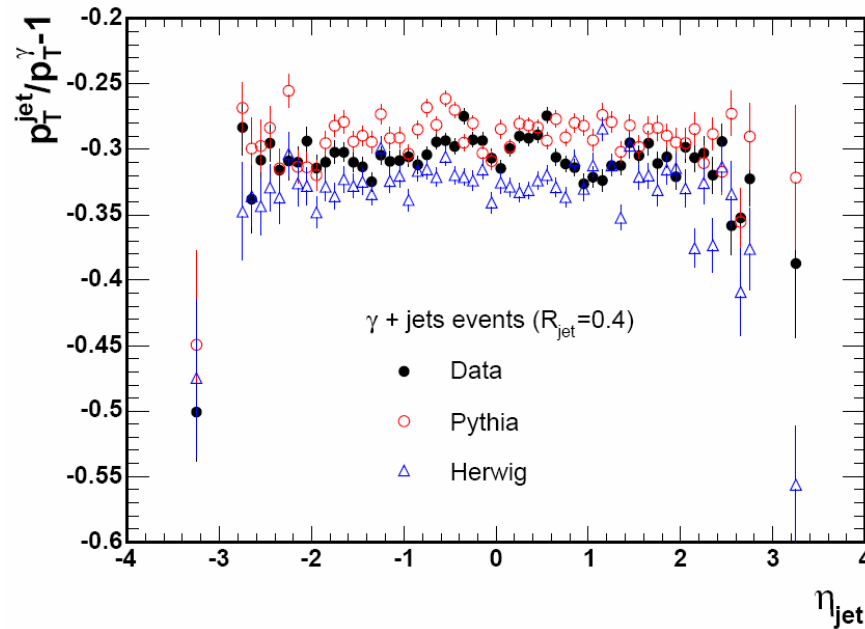 p_T^jet/p_T^γ-1
-0.2
-0.25
-0.3
-0.35
-0.4
-0.45
-0.5
-0.55
-0.6
γ + jets events (R_jet=0.4)
Data
Pythia
Herwig
-4 -3 -2 -1 0 1 2 3 4
η_jet